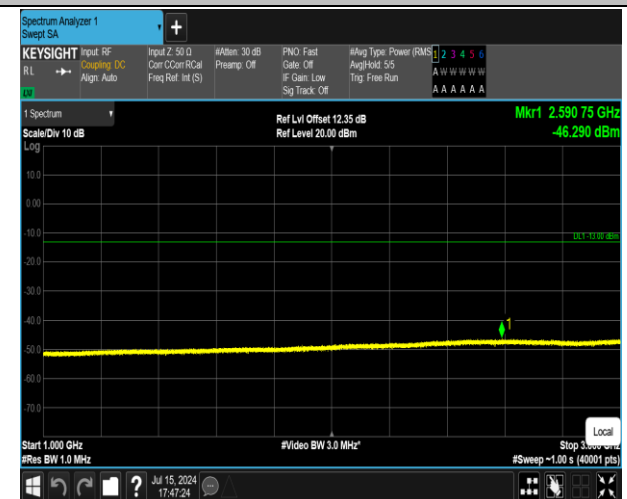 Spectrum Analyzer 1
Swept SA
KEYSIGHT
RL
LW
Input: RF
Coupling: DC
Align: Auto
Input Z: 50 Ω
Corr CCorr RCal
Freq Ref: Int (S)
#Atten: 30 dB
Preamp: Off
PNO: Fast
Gate: Off
IF Gain: Low
Sig Track: Off
#Avg Type: Power (RMS
Avg|Hold: 5/5
Trig: Free Run
1 2 3 4 5 6
A W W W W W
A A A A A A
1 Spectrum
Scale/Div 10 dB
Ref Lvl Offset 12.35 dB
Ref Level 20.00 dBm
Mkr1 2.590 75 GHz
-46.290 dBm
Log
10.0
0.00
-10.0
DL1 -13.00 dBm
-20.0
-30.0
-40.0
1
-50.0
-60.0
-70.0
Local
Start 1.000 GHz
#Video BW 3.0 MHz*
#Res BW 1.0 MHz
#Sweep ~1.00 s (40001 pts)
?
Jul 15, 2024
17:47:24